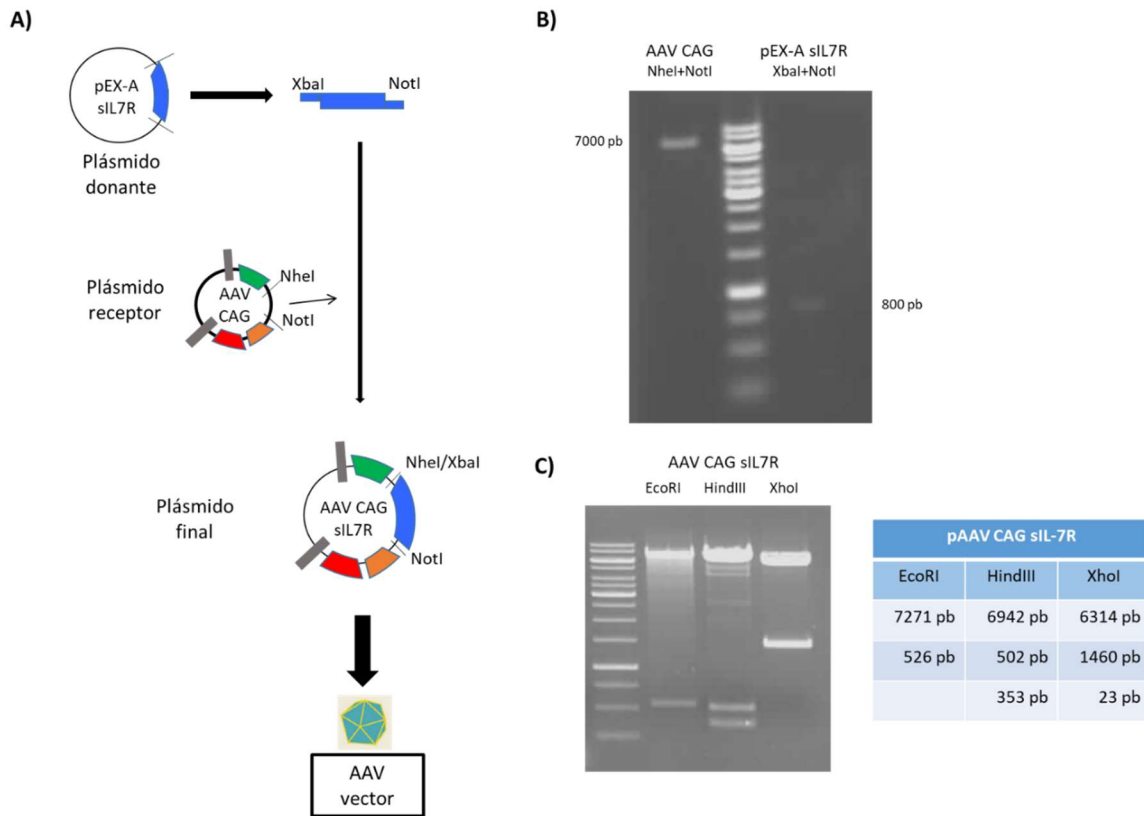 A)
pEX-A
sIL7R
Plásmido
donante
XbaI
NotI
Plásmido
receptor
AAV
CAG
NheI
NotI
Plásmido
final
AAV CAG
sIL7R
NheI/XbaI
NotI
AAV
vector
B)
AAV CAG
NheI+NotI
pEX-A sIL7R
XbaI+NotI
7000 pb
800 pb
C)
AAV CAG sIL7R
EcoRI HindIII XhoI
pAAV CAG sIL-7R
EcoRI HindIII XhoI
7271 pb 6942 pb 6314 pb
526 pb 502 pb 1460 pb
353 pb 23 pb